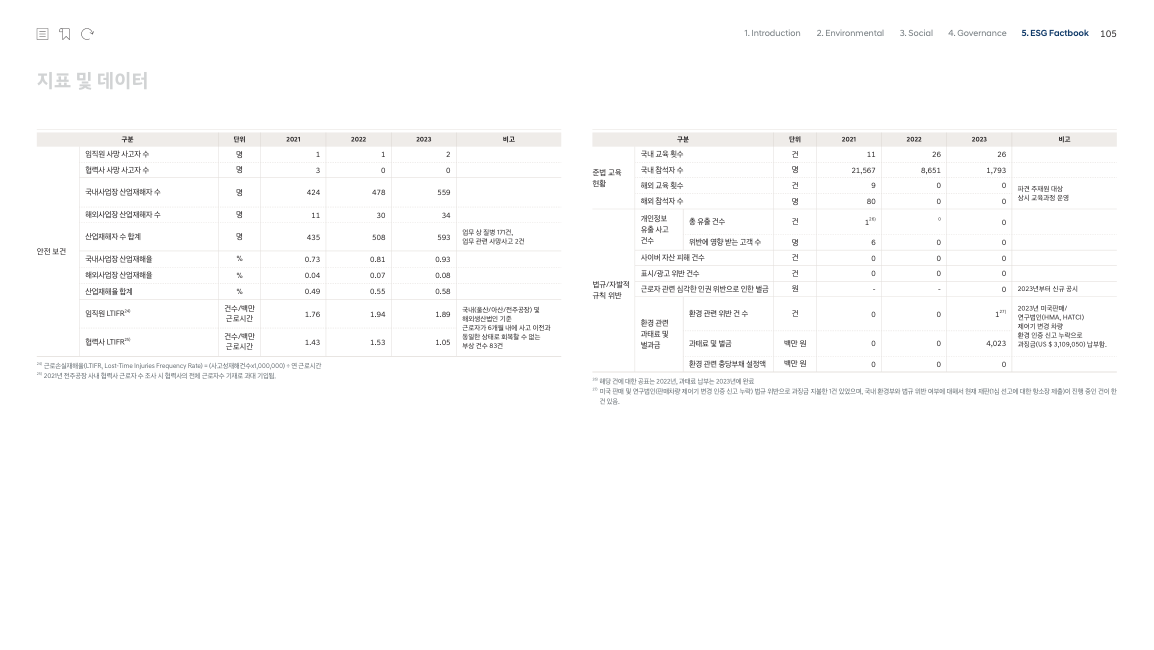 1. Introduction 2. Environmental 3. Social 4. Governance 5. ESG Factbook 105
지표 및 데이터
구분 단위 2021 2022 2023 비고
안전 보건
임직원 사망 사고자 수 명 1 1 2
협력사 사망 사고자 수 명 3 0 0
국내사업장 산업재해자 수 명 424 478 559
해외사업장 산업재해자 수 명 11 30 34
산업재해자 수 합계 명 435 508 593 업무 상 질병 171건,
업무 관련 사망사고 2건
국내사업장 산업재해율 % 0.73 0.81 0.93
해외사업장 산업재해율 % 0.04 0.07 0.08
산업재해율 합계 % 0.49 0.55 0.58
임직원 LTIFR24) 건수/백만 근로시간 1.76 1.94 1.89
협력사 LTIFR25) 건수/백만 근로시간 1.43 1.53 1.05
국내(울산/아산/전주공장) 및
해외생산법인 기준
근로자가 6개월 내에 사고 이전과
동일한 상태로 회복할 수 없는
부상 건수 83건
24) 근로손실재해율(LTIFR, Lost-Time Injuries Frequency Rate) = (사고성재해건수x1,000,000) ÷ 연 근로시간
25) 2021년 전주공장 사내 협력사 근로자 수 조사 시 협력사의 전체 근로자수 기재로 과대 기입됨.
구분 단위 2021 2022 2023 비고
준법 교육
현황
국내 교육 횟수 건 11 26 26
국내 참석자 수 명 21,567 8,651 1,793
해외 교육 횟수 건 9 0 0
해외 참석자 수 명 80 0 0
파견 주재원 대상
상시 교육과정 운영
법규/자발적
규칙 위반
개인정보
유출 사고
건수
총 유출 건수 건 126) 0 0
위반에 영향 받는 고객 수 명 6 0 0
사이버 자산 피해 건수 건 0 0 0
표시/광고 위반 건수 건 0 0 0
근로자 관련 심각한 인권 위반으로 인한 벌금 원 - - 0 2023년부터 신규 공시
환경 관련
과태료 및
벌과금
환경 관련 위반 건 수 건 0 0 127)
과태료 및 벌금 백만 원 0 0 4,023
환경 관련 충당부채 설정액 백만 원 0 0 0
2023년 미국판매/
연구법인(HMA, HATCI)
제어기 변경 차량
환경 인증 신고 누락으로
과징금(US $ 3,109,050) 납부함.
26) 해당 건에 대한 공표는 2022년, 과태료 납부는 2023년에 완료
27) 미국 판매 및 연구법인(판매차량 제어기 변경 인증 신고 누락) 법규 위반으로 과징금 지불한 1건 있었으며, 국내 환경부와 법규 위반 여부에 대해서 현재 재판(1심 선고에 대한 항소장 제출)이 진행 중인 건이 한
건 있음.